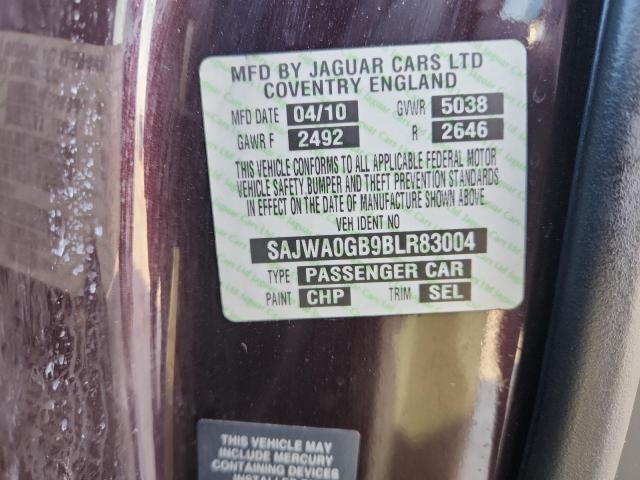 MFD BY JAGUAR CARS LTD
COVENTRY ENGLAND
MFD DATE 04/10 GVWR 5038
GAWR F 2492 R 2646
THIS VEHICLE CONFORMS TO ALL APPLICABLE FEDERAL MOTOR
VEHICLE SAFETY, BUMPER AND THEFT PREVENTION STANDARDS
IN EFFECT ON THE DATE OF MANUFACTURE SHOWN ABOVE.
VEH IDENT NO
SAJWA0GB9BLR83004
TYPE PASSENGER CAR
PAINT CHP TRIM SEL
THIS VEHICLE MAY
INCLUDE MERCURY
CONTAINING DEVICES